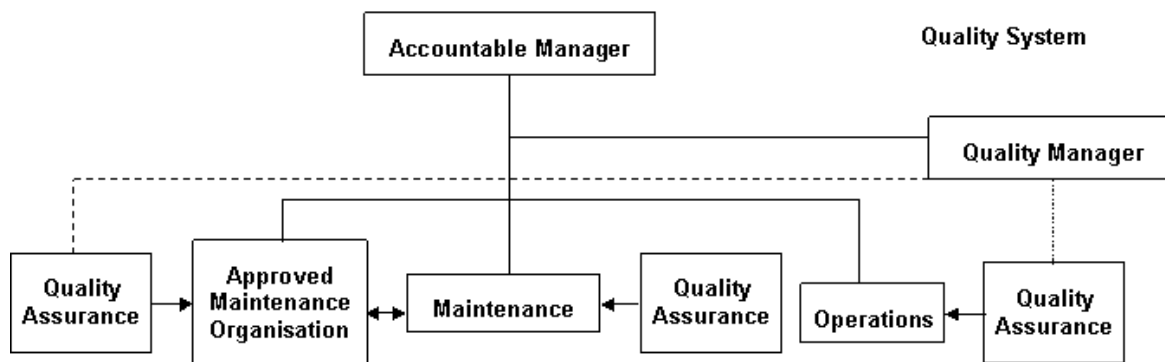 Accountable Manager
Quality System
Quality Manager
Quality
Assurance
Approved
Maintenance
Organisation
Maintenance
Quality
Assurance
Operations
Quality
Assurance